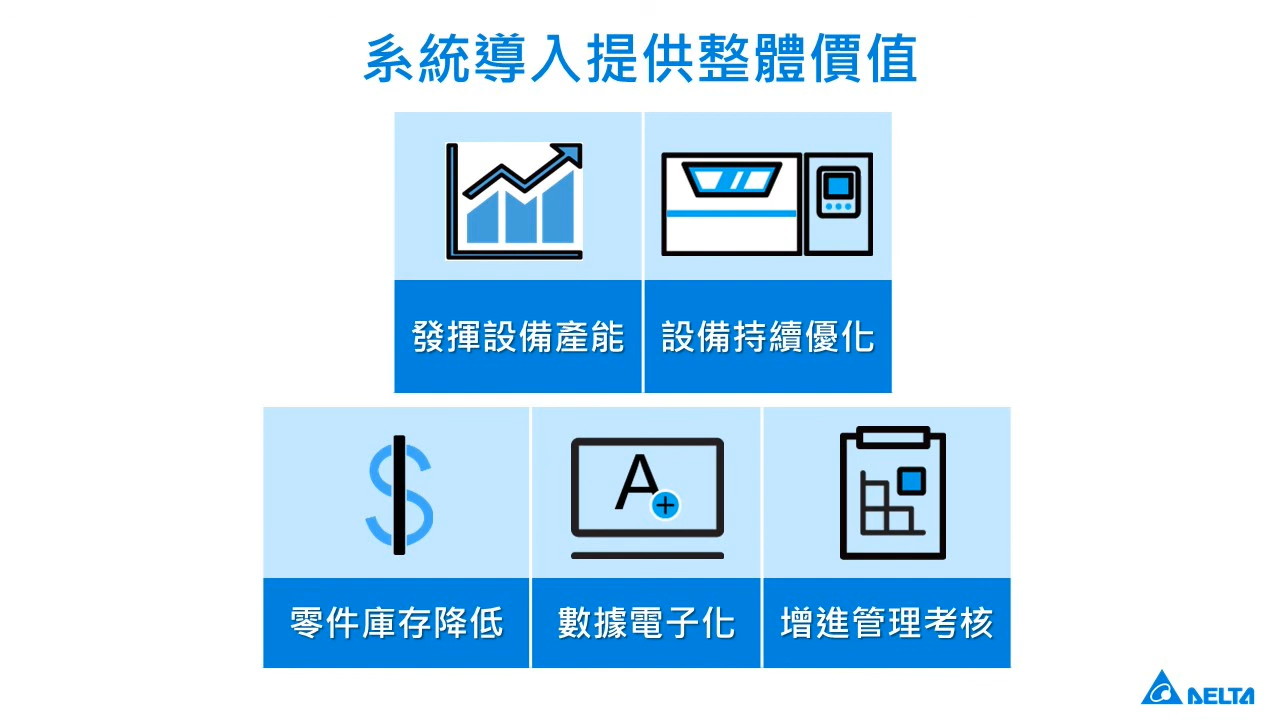 系統導入提供整體價值
發揮設備產能
設備持續優化
A
零件庫存降低
數據電子化
增進管理考核
DELTA